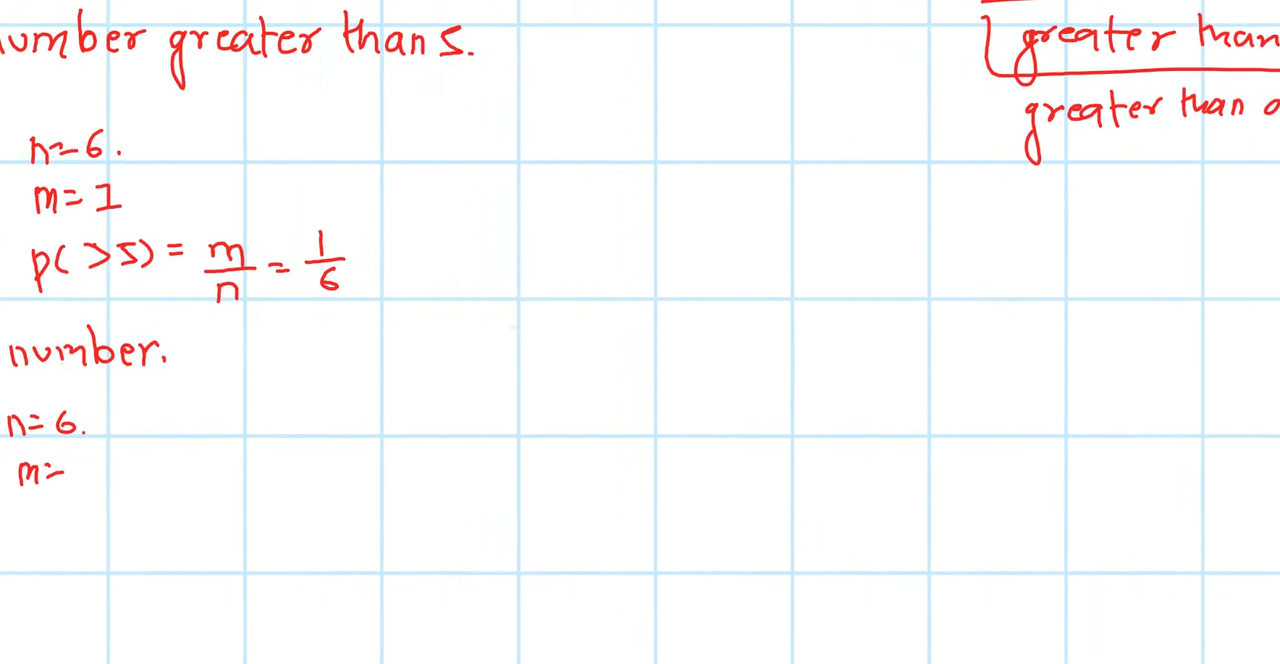 number greater than 5.
greater than
greater than
n=6.
m=1
p(>5) = m/n = 1/6
number.
n=6.
m=